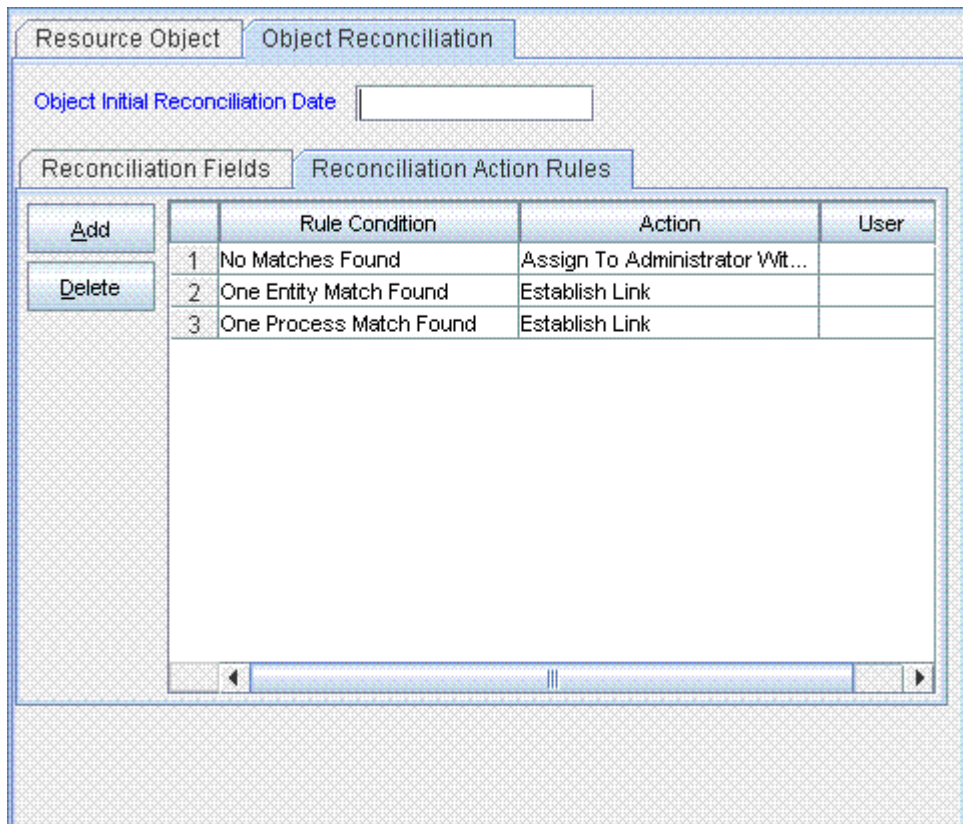 Resource Object Object Reconciliation
Object Initial Reconciliation Date
Reconciliation Fields Reconciliation Action Rules
Add
Delete
Rule Condition Action User
1 No Matches Found Assign To Administrator Wit...
2 One Entity Match Found Establish Link
3 One Process Match Found Establish Link